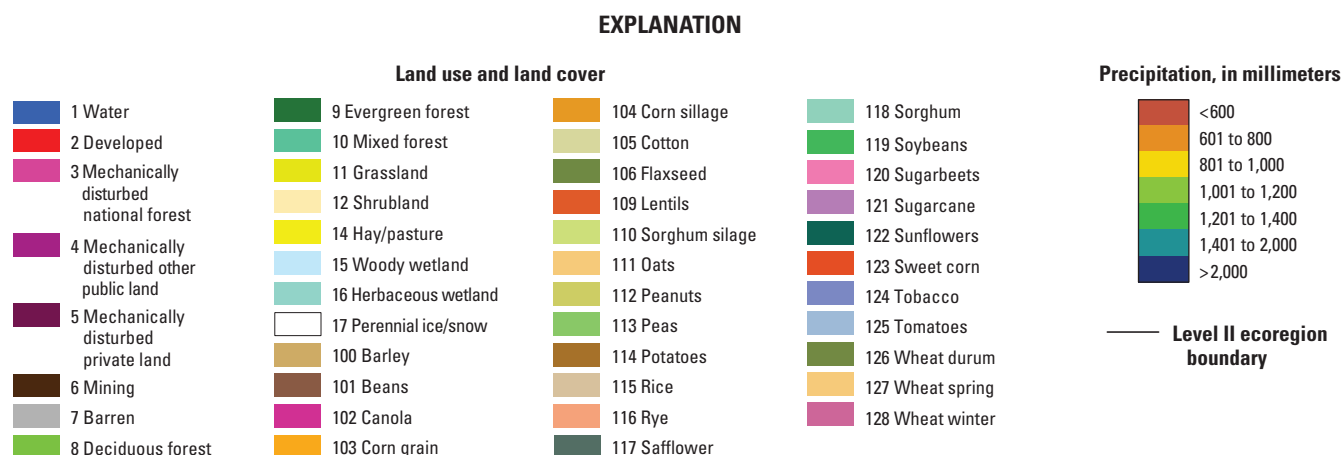 EXPLANATION
Land use and land cover
1 Water
2 Developed
3 Mechanically
disturbed
national forest
4 Mechanically
disturbed other
public land
5 Mechanically
disturbed
private land
6 Mining
7 Barren
8 Deciduous forest
9 Evergreen forest
10 Mixed forest
11 Grassland
12 Shrubland
14 Hay/pasture
15 Woody wetland
16 Herbaceous wetland
17 Perennial ice/snow
100 Barley
101 Beans
102 Canola
103 Corn grain
104 Corn sillage
105 Cotton
106 Flaxseed
109 Lentils
110 Sorghum silage
111 Oats
112 Peanuts
113 Peas
114 Potatoes
115 Rice
116 Rye
117 Safflower
118 Sorghum
119 Soybeans
120 Sugarbeets
121 Sugarcane
122 Sunflowers
123 Sweet corn
124 Tobacco
125 Tomatoes
126 Wheat durum
127 Wheat spring
128 Wheat winter
Precipitation, in millimeters
<600
601 to 800
801 to 1,000
1,001 to 1,200
1,201 to 1,400
1,401 to 2,000
>2,000
Level II ecoregion
boundary